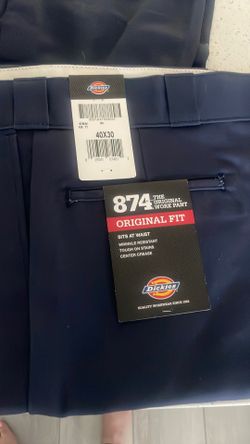 Dickies
40X30
874 THE ORIGINAL WORK PANT
ORIGINAL FIT
SITS AT WAIST
WRINKLE RESISTANT
TOUGH ON STAINS
CENTER CREASE
Dickies
QUALITY WORKWEAR SINCE 1922